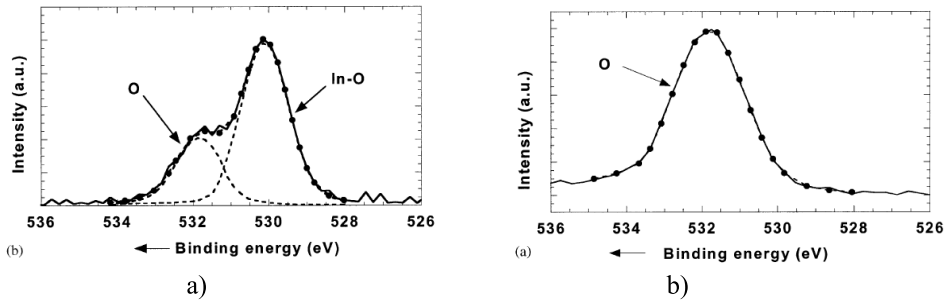 Intensity (a.u.)
O
In-O
536 534 532 530 528 526
(b)
Binding energy (eV)
a)
Intensity (a.u.)
O
536 534 532 530 528 526
(a)
Binding energy (eV)
b)